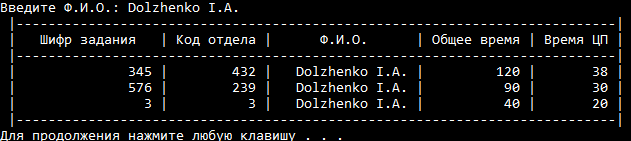 Введите Ф.И.О.: Dolzhenko I.A.
|---------------------------------------------------------------------------|
| Шифр задания | Код отдела | Ф.И.О. | Общее время | Время ЦП |
|---------------------------------------------------------------------------|
| 345 | 432 | Dolzhenko I.A. | 120 | 38 |
| 576 | 239 | Dolzhenko I.A. | 90 | 30 |
| 3 | 3 | Dolzhenko I.A. | 40 | 20 |
|---------------------------------------------------------------------------|
Для продолжения нажмите любую клавишу . . .